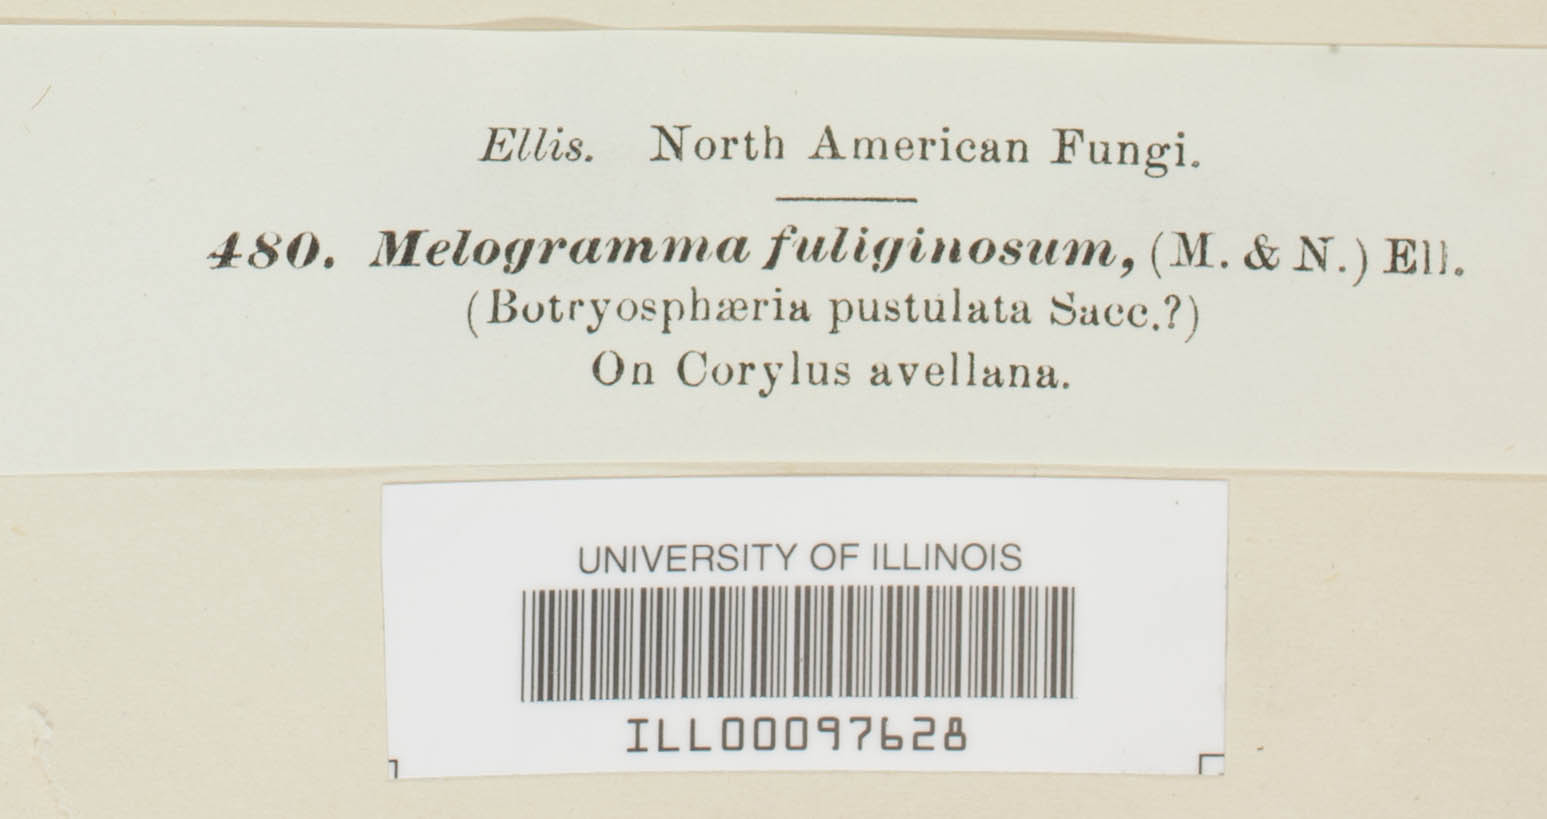 Ellis. North American Fungi.
480. Melogramma fuliginosum, (M. & N.) Ell.
(Botryosphæria pustulata Sacc.?)
On Corylus avellana.
UNIVERSITY OF ILLINOIS
ILL00097628